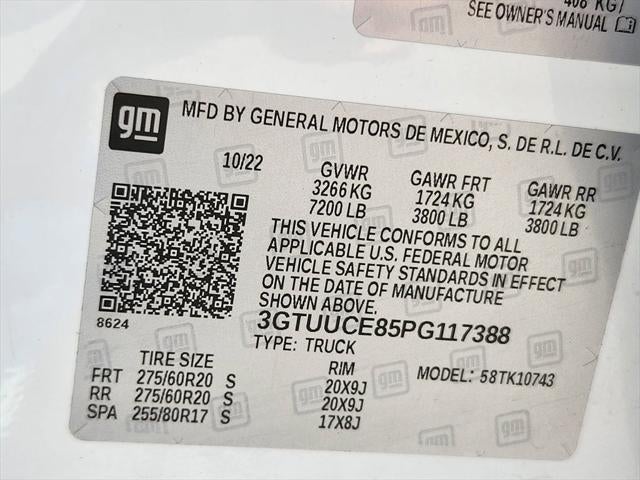 408 KG/
SEE OWNER'S MANUAL
gm
MFD BY GENERAL MOTORS DE MEXICO, S. DE R.L. DE C.V.
10/22
GVWR GAWR FRT GAWR RR
3266 KG 1724 KG 1724 KG
7200 LB 3800 LB 3800 LB
THIS VEHICLE CONFORMS TO ALL
APPLICABLE U.S. FEDERAL MOTOR
VEHICLE SAFETY STANDARDS IN EFFECT
ON THE DATE OF MANUFACTURE
SHOWN ABOVE.
8624
3GTUUCE85PG117388
TYPE: TRUCK
TIRE SIZE RIM MODEL: 58TK10743
FRT 275/60R20 S 20X9J
RR 275/60R20 S 20X9J
SPA 255/80R17 S 17X8J